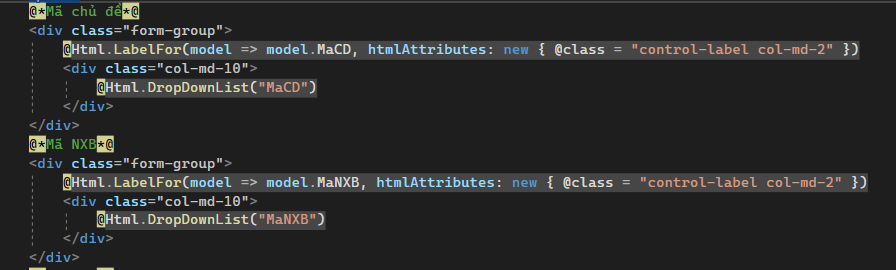 @*Mã chủ đề*@
<div class="form-group">
@Html.LabelFor(model => model.MaCD, htmlAttributes: new { @class = "control-label col-md-2" })
<div class="col-md-10">
@Html.DropDownList("MaCD")
</div>
</div>
@*Mã NXB*@
<div class="form-group">
@Html.LabelFor(model => model.MaNXB, htmlAttributes: new { @class = "control-label col-md-2" })
<div class="col-md-10">
@Html.DropDownList("MaNXB")
</div>
</div>